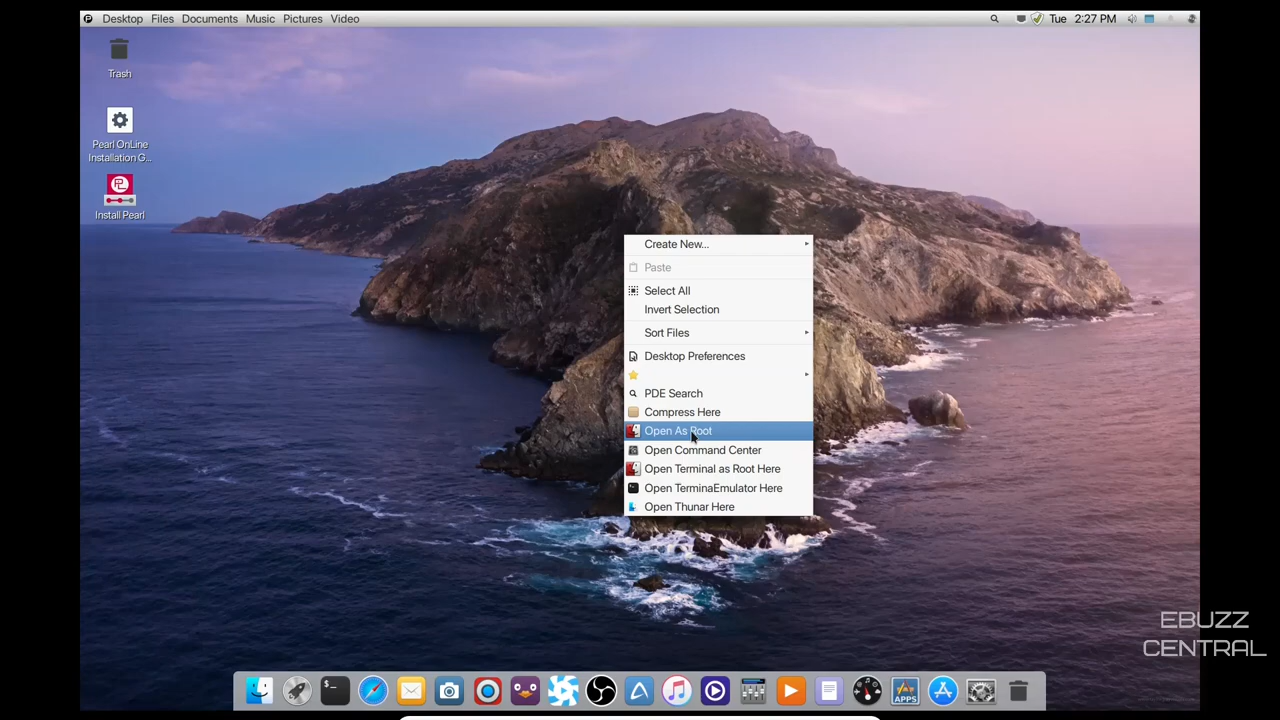 Desktop Files Documents Music Pictures Video
Tue 2:27 PM
Trash
Pearl OnLine
Installation G...
Install Pearl
Create New...
Paste
Select All
Invert Selection
Sort Files
Desktop Preferences
PDE Search
Compress Here
Open As Root
Open Command Center
Open Terminal as Root Here
Open TerminaEmulator Here
Open Thunar Here
EBUZZ
CENTRAL
$_
APPS